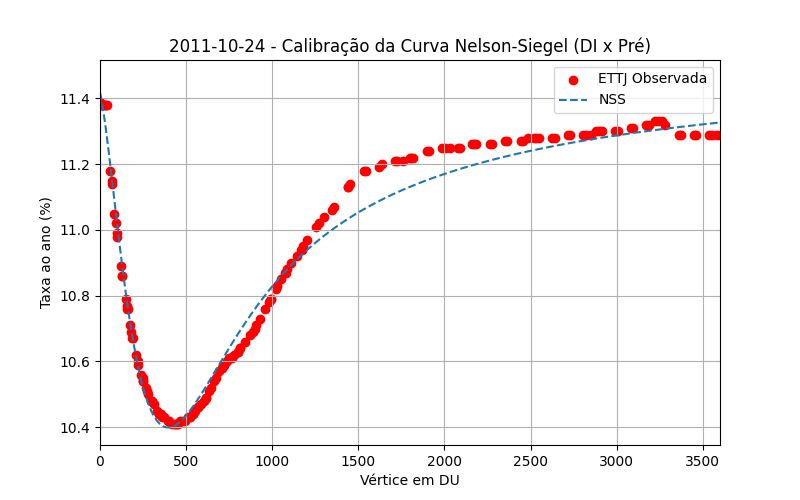 2011-10-24 - Calibração da Curva Nelson-Siegel (DI x Pré)
ETTJ Observada
NSS
Taxa ao ano (%)
11.4
11.2
11.0
10.8
10.6
10.4
0 500 1000 1500 2000 2500 3000 3500
Vértice em DU